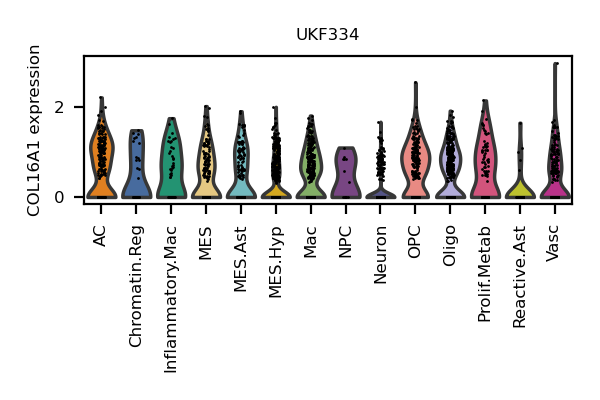 UKF334
COL16A1 expression
2
0
AC
Chromatin.Reg
Inflammatory.Mac
MES
MES.Ast
MES.Hyp
Mac
NPC
Neuron
OPC
Oligo
Prolif.Metab
Reactive.Ast
Vasc